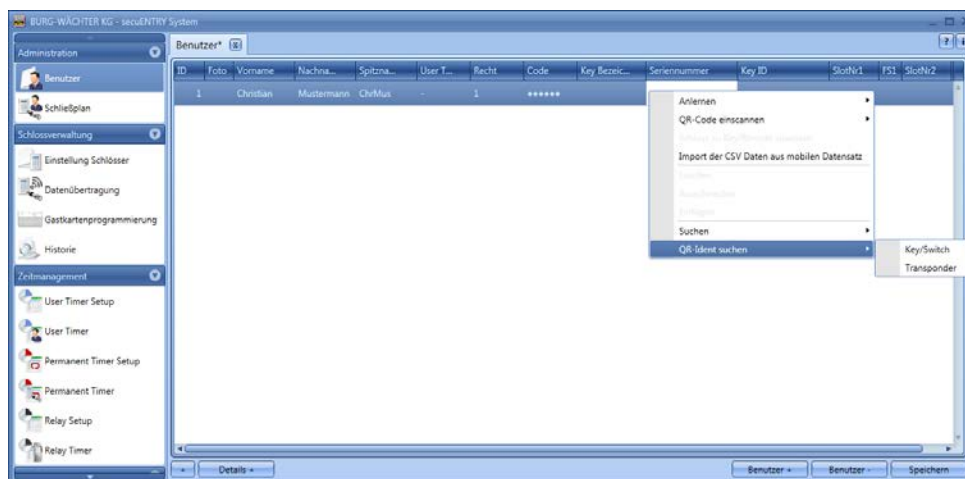 BURG-WÄCHTER KG - secuENTRY System
Administration
Benutzer
Schließplan
Schlossverwaltung
Einstellung Schlösser
Datenübertragung
Gastkartenprogrammierung
Historie
Zeitmanagement
User Timer Setup
User Timer
Permanent Timer Setup
Permanent Timer
Relay Setup
Relay Timer
Benutzer*
ID Foto Vorname Nachna... Spitzna... User T... Recht Code Key Bezeic... Seriennummer Key ID SlotNr1 FS1 SlotNr2
1 Christian Mustermann ChrMus - 1 ******
Anlernen
QR-Code einscannen
Import der CSV Daten aus mobilen Datensatz
Suchen
QR-Ident suchen
Key/Switch
Transponder
Details +
Benutzer +
Benutzer -
Speichern